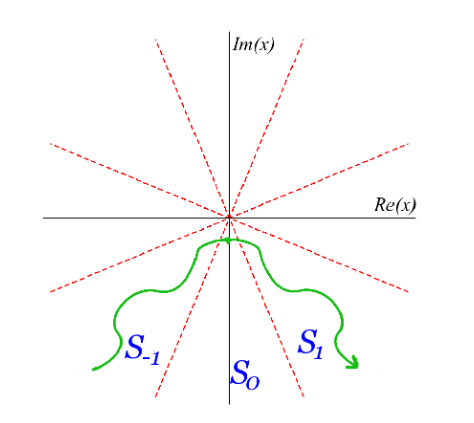 Im(x)
Re(x)
S-1
S0
S1